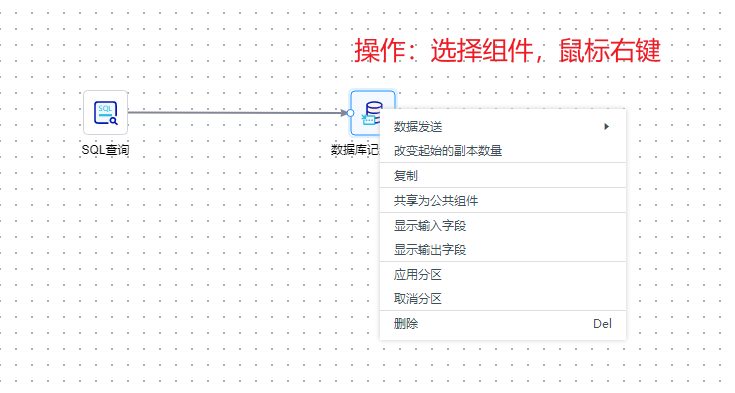 操作：选择组件，鼠标右键
SQL
SQL查询
数据库记
数据发送
改变起始的副本数量
复制
共享为公共组件
显示输入字段
显示输出字段
应用分区
取消分区
删除 Del